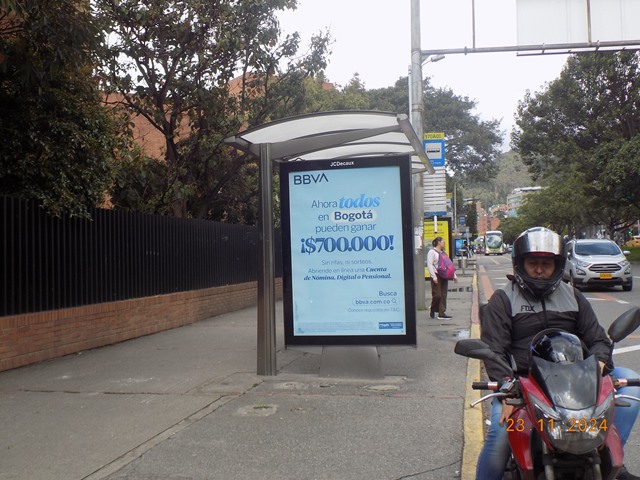 JCDecaux
BBVA
Ahora todos
en Bogotá
pueden ganar
¡$700.000!
Sin rifas, ni sorteos.
Abriendo en línea una Cuenta
de Nómina, Digital o Pensional.
Busca
bbva.com.co
FOX
23 11 2024